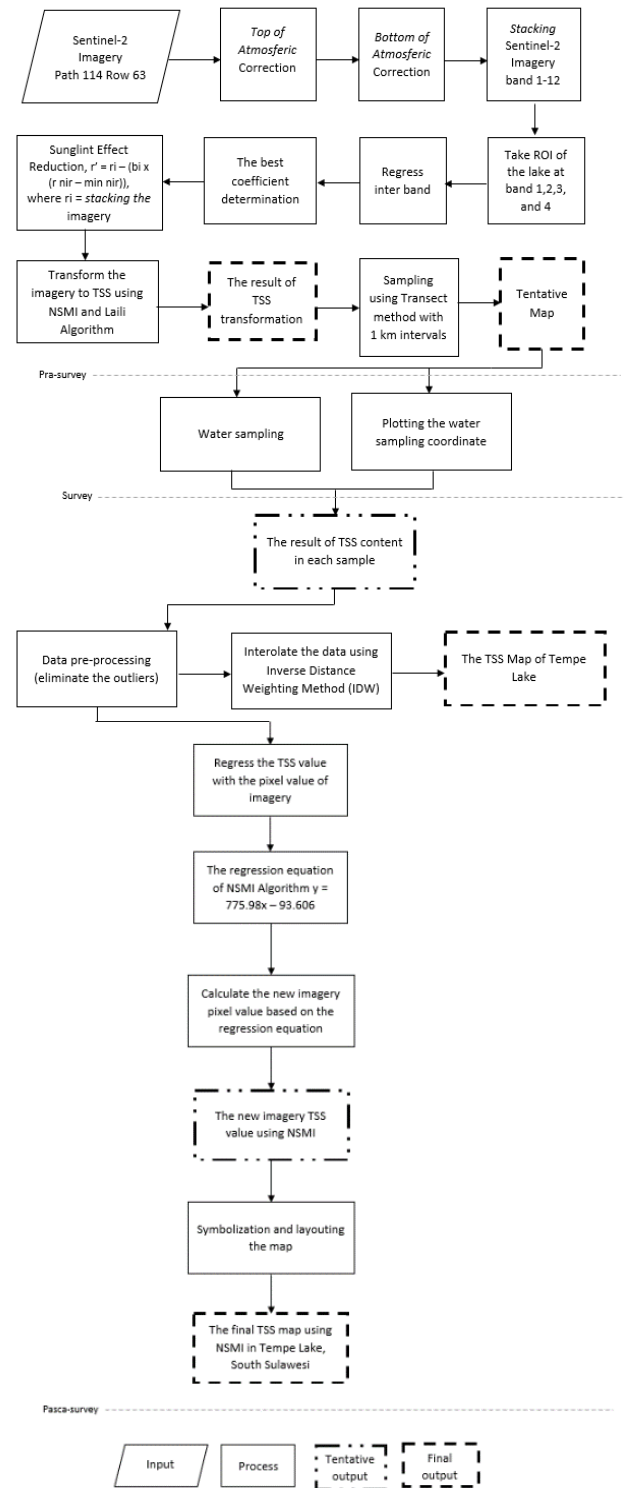 Sentinel-2
Imagery
Path 114 Row 63
Top of
Atmosferic
Correction
Bottom of
Atmosferic
Correction
Stacking
Sentinel-2
Imagery
band 1-12
Sunglint Effect
Reduction, r' = ri – (bi x
(r nir – min nir)),
where ri = stacking the
imagery
The best
coefficient
determination
Regress
inter band
Take ROI of
the lake at
band 1,2,3,
and 4
Transform the
imagery to TSS using
NSMI and Laili
Algorithm
The result of
TSS
transformation
Sampling
using Transect
method with
1 km intervals
Tentative
Map
Pra-survey
Water sampling
Plotting the water
sampling coordinate
Survey
The result of TSS content
in each sample
Data pre-processing
(eliminate the outliers)
Interolate the data using
Inverse Distance
Weighting Method (IDW)
The TSS Map of Tempe
Lake
Regress the TSS value
with the pixel value of
imagery
The regression equation
of NSMI Algorithm y =
775.98x – 93.606
Calculate the new imagery
pixel value based on the
regression equation
The new imagery TSS
value using NSMI
Symbolization and layouting
the map
The final TSS map using
NSMI in Tempe Lake,
South Sulawesi
Pasca-survey
Input
Process
Tentative
output
Final
output